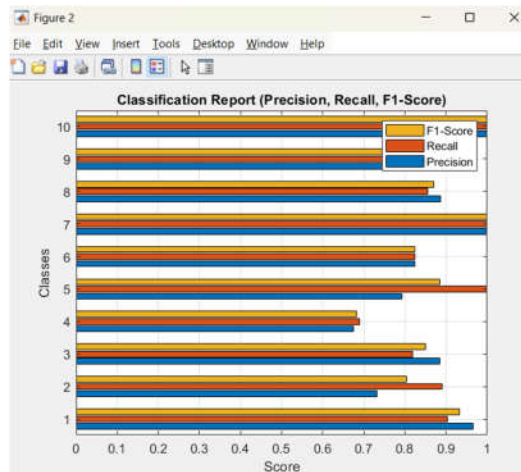 Figure 2
File Edit View Insert Tools Desktop Window Help
Classification Report (Precision, Recall, F1-Score)
F1-Score
Recall
Precision
Classes
10
9
8
7
6
5
4
3
2
1
0 0.1 0.2 0.3 0.4 0.5 0.6 0.7 0.8 0.9 1
Score